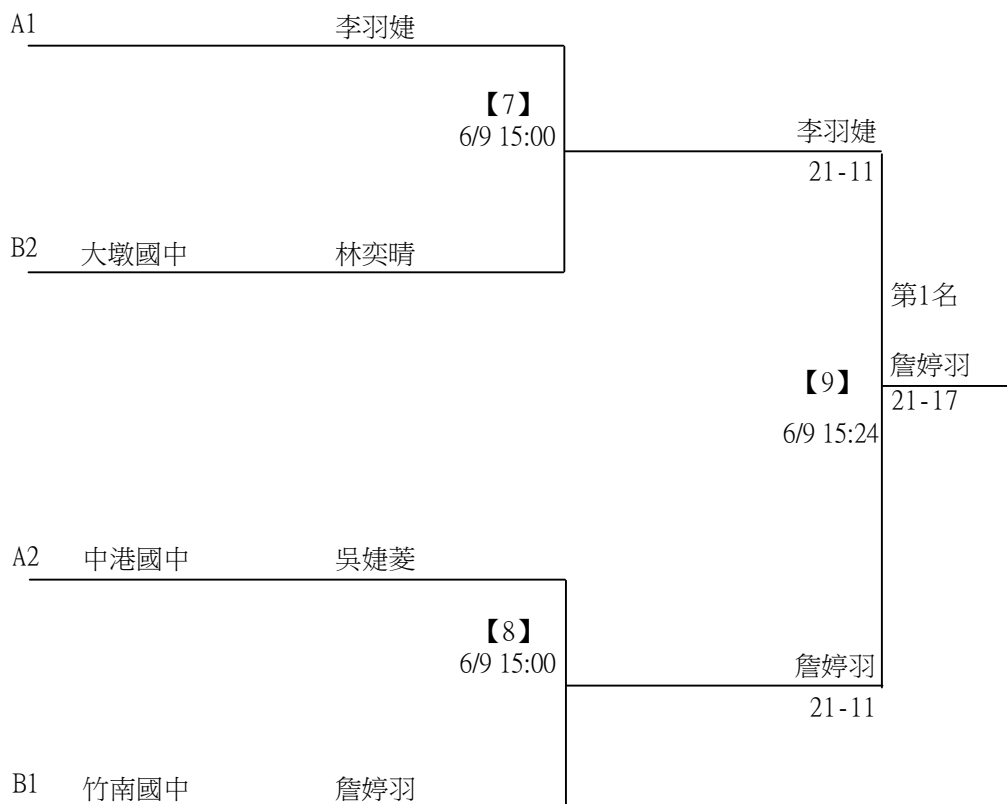 A1 李羽婕
【7】
6/9 15:00
李羽婕
21-11
B2 大墩國中 林奕晴
第1名
詹婷羽
【9】
21-17
6/9 15:24
A2 中港國中 吳婕菱
【8】
6/9 15:00
詹婷羽
21-11
B1 竹南國中 詹婷羽